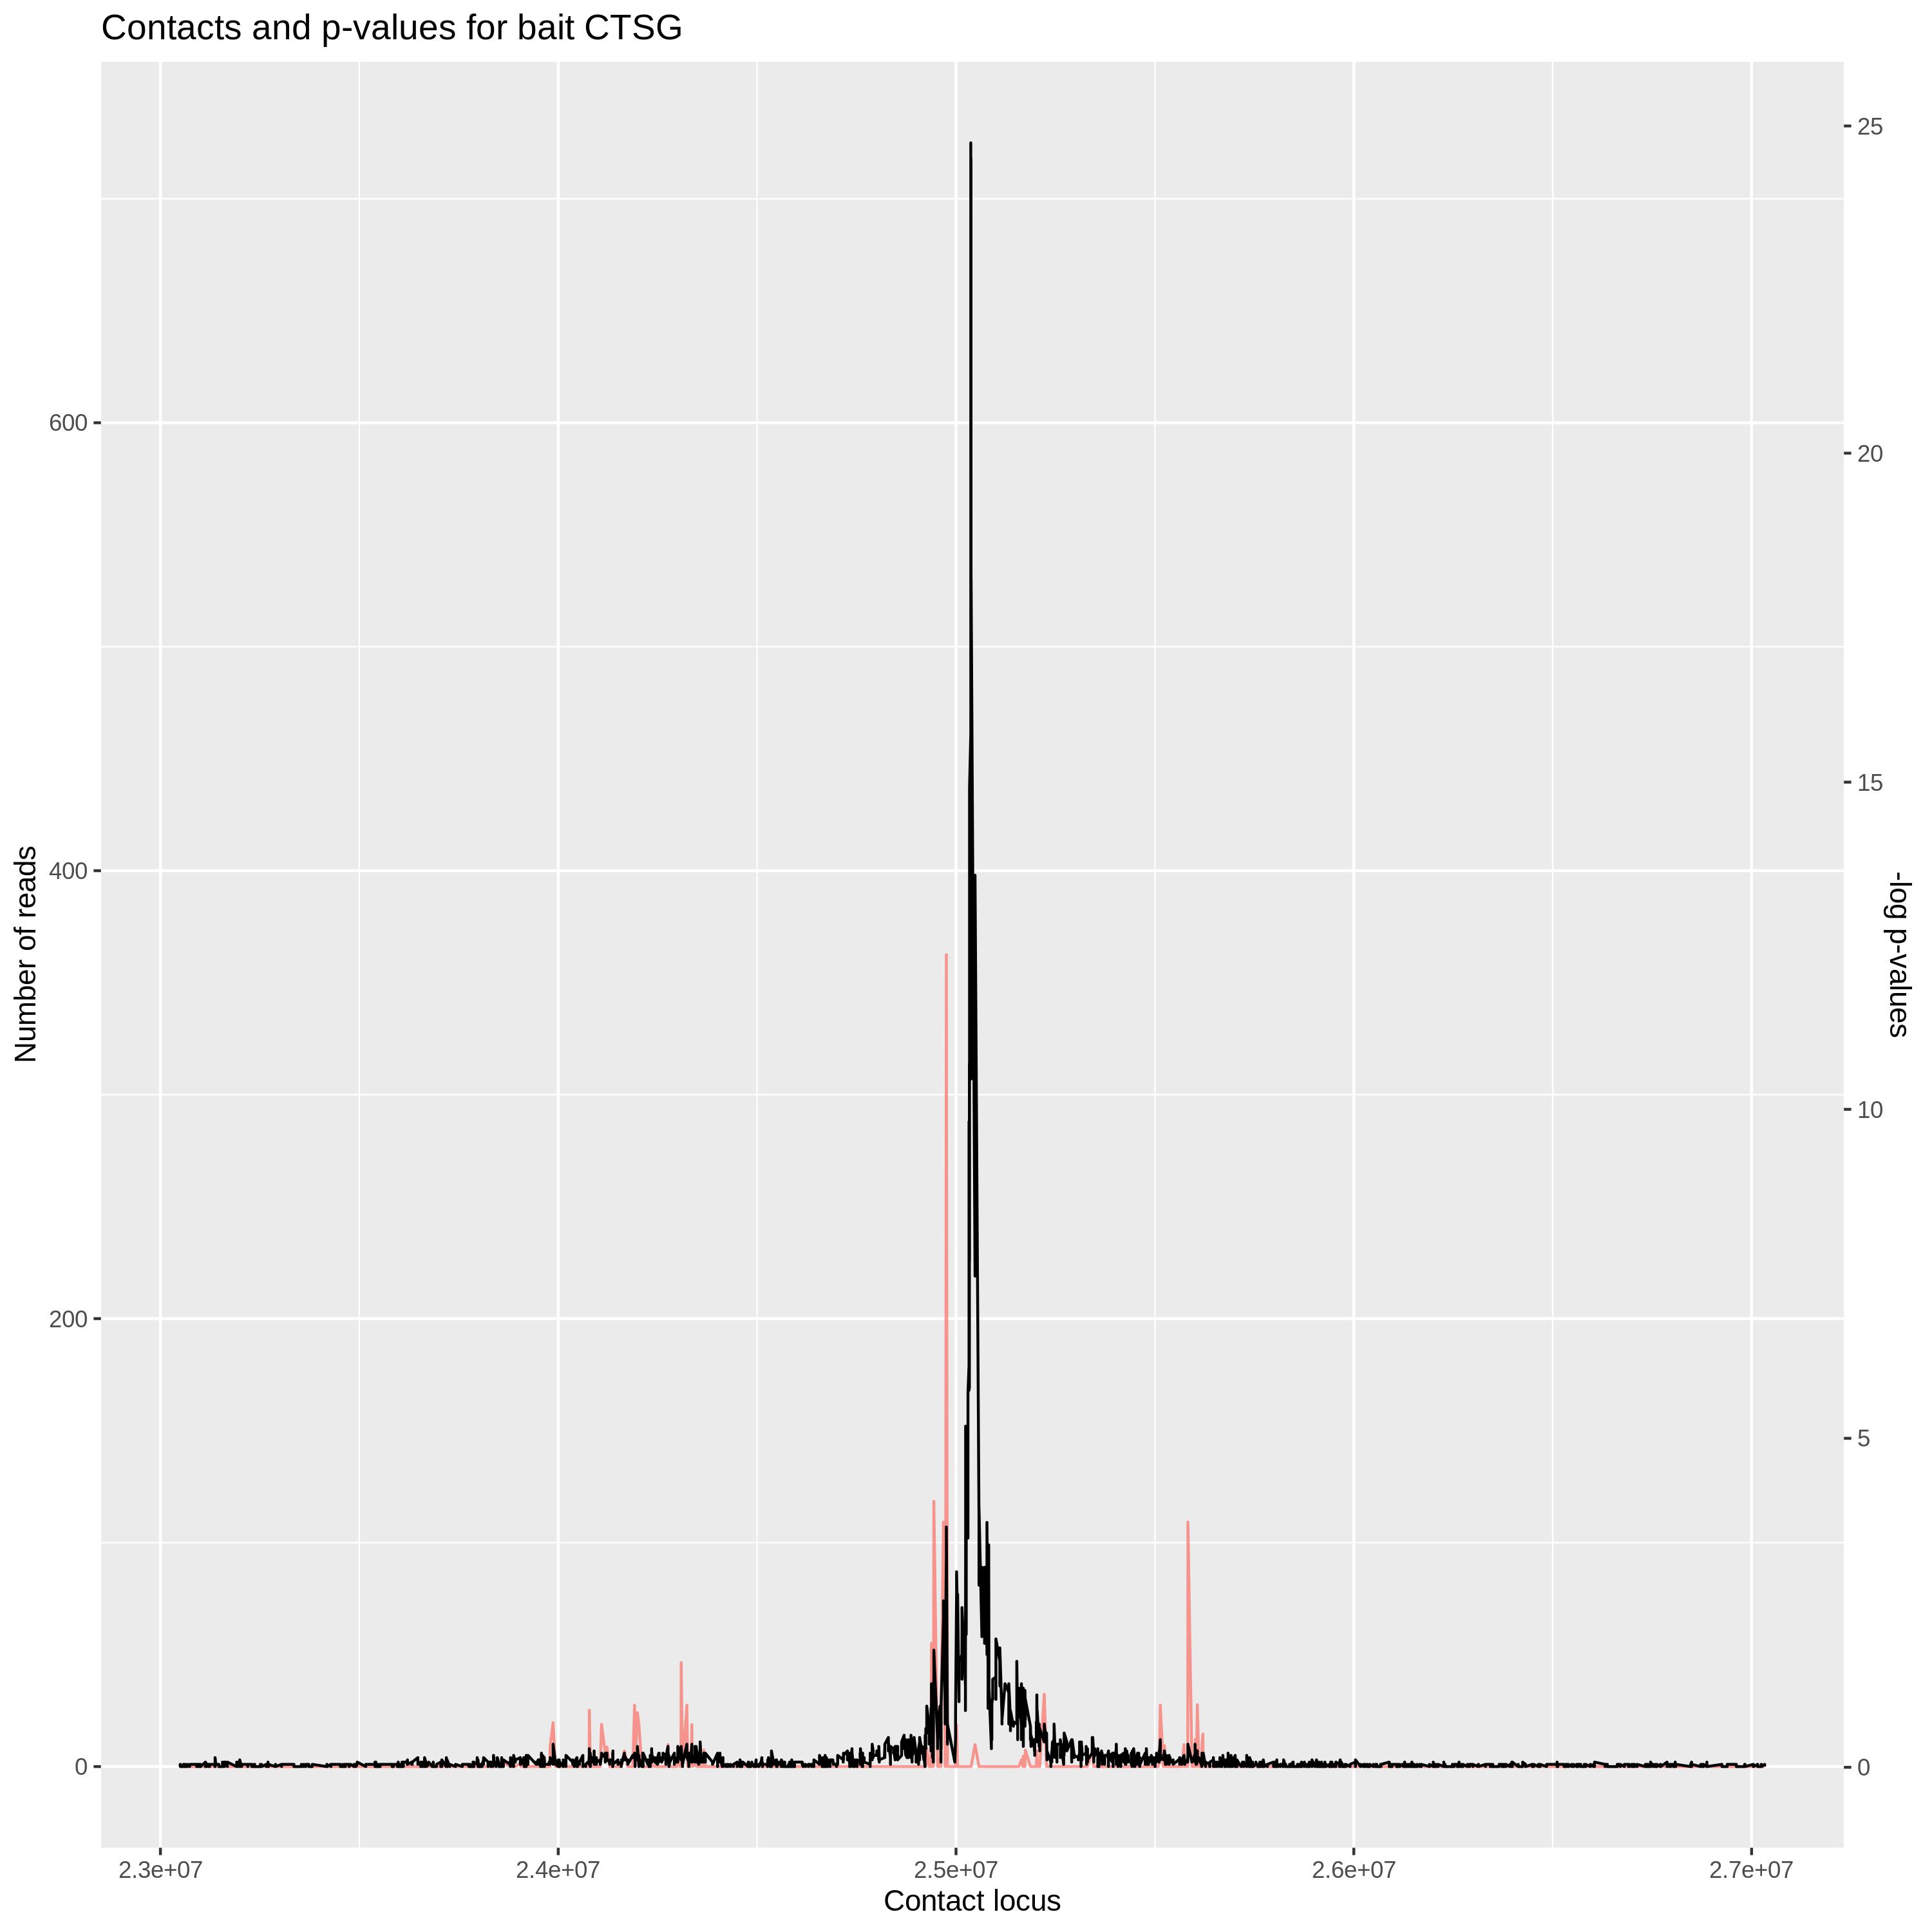 Contacts and p-values for bait CTSG
Number of reads
600
400
200
0
25
20
15
10
5
0
-log p-values
2.3e+07
2.4e+07
2.5e+07
2.6e+07
2.7e+07
Contact locus